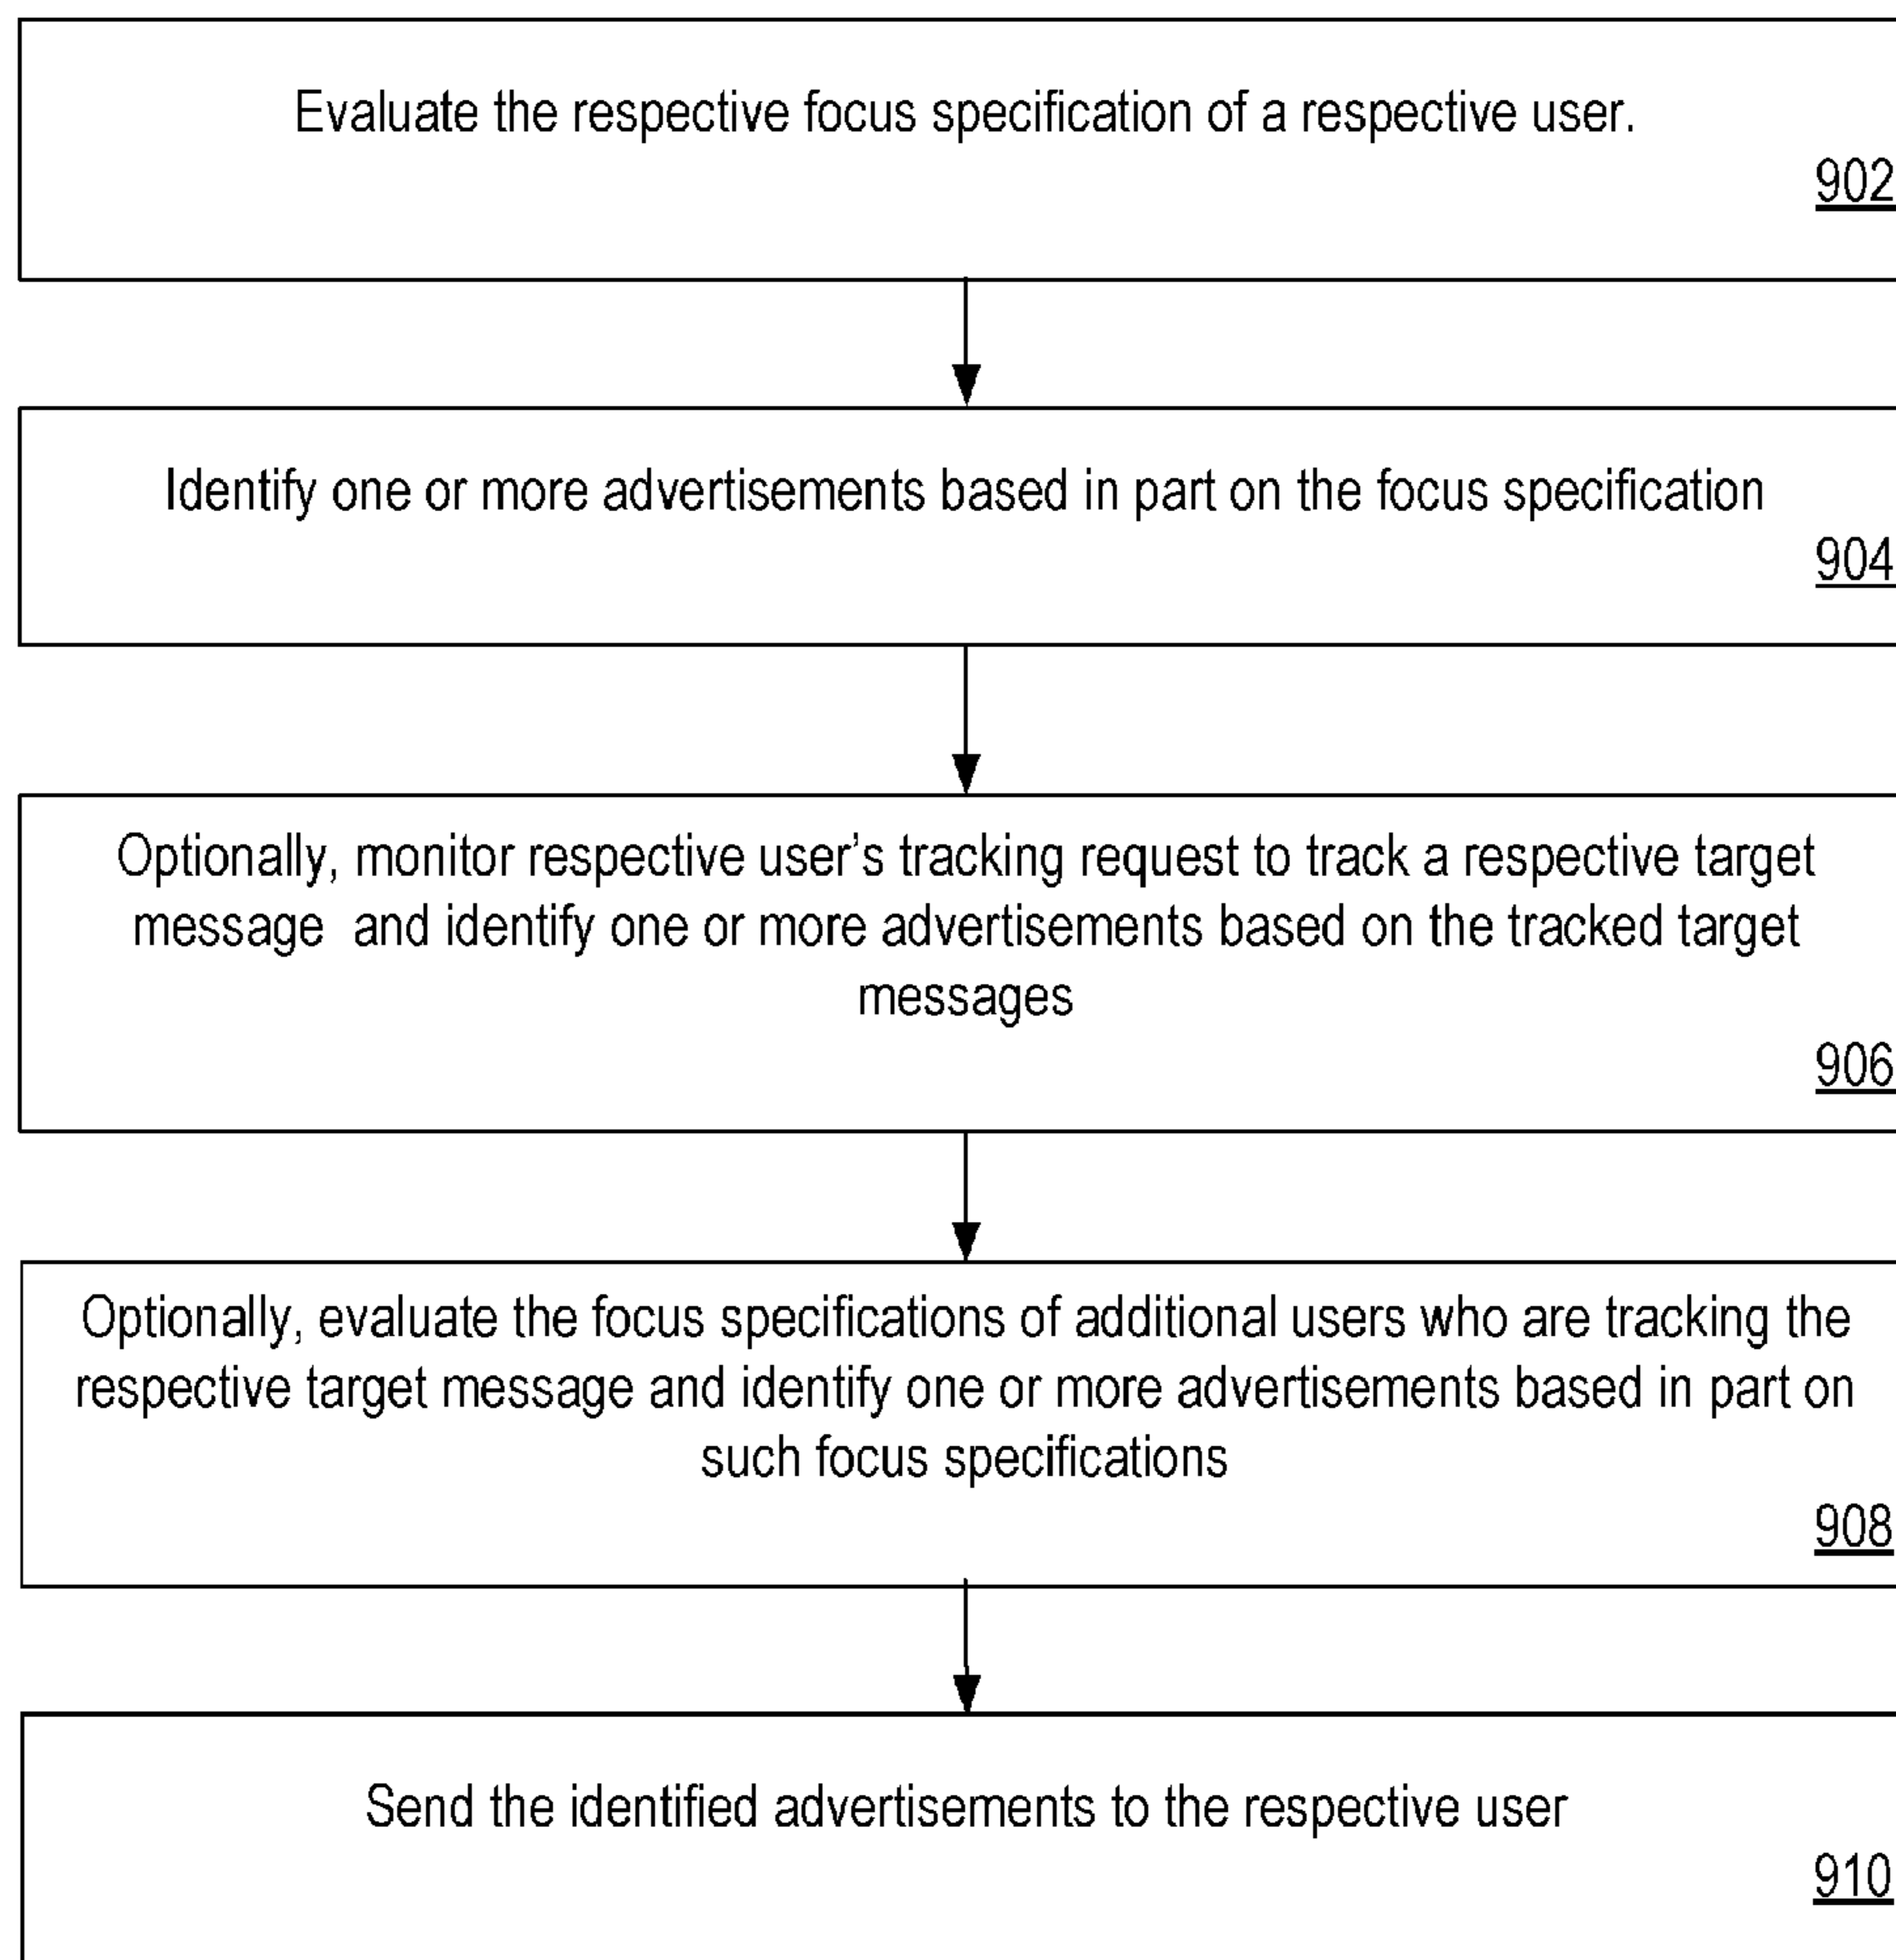 Evaluate the respective focus specification of a respective user.
902
Identify one or more advertisements based in part on the focus specification
904
Optionally, monitor respective user's tracking request to track a respective target
message and identify one or more advertisements based on the tracked target
messages
906
Optionally, evaluate the focus specifications of additional users who are tracking the
respective target message and identify one or more advertisements based in part on
such focus specifications
908
Send the identified advertisements to the respective user
910